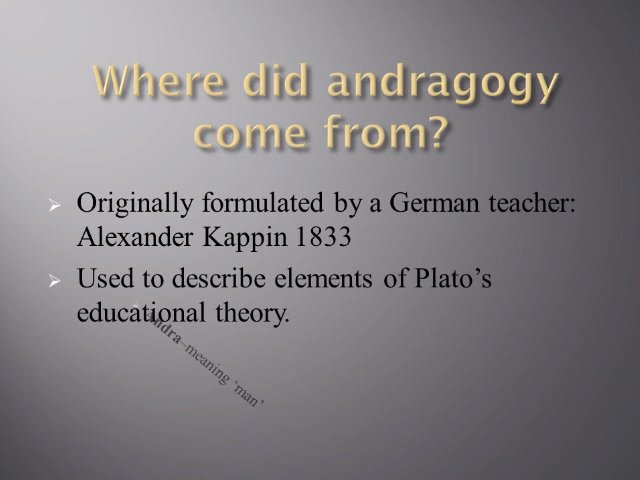 Where did andragogy
come from?
Originally formulated by a German teacher:
Alexander Kappin 1833
Used to describe elements of Plato’s
educational theory.
Andra–meaning ‘man’